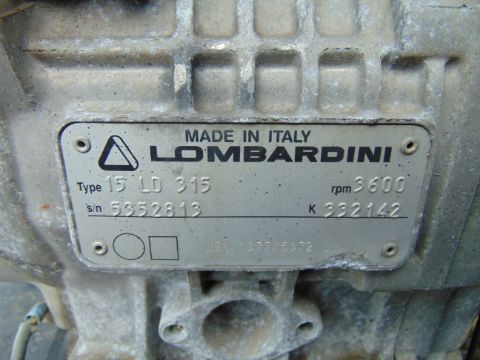 MADE IN ITALY
LOMBARDINI
Type 15 LD 315 rpm 3600
s/n 5352813 K 332142